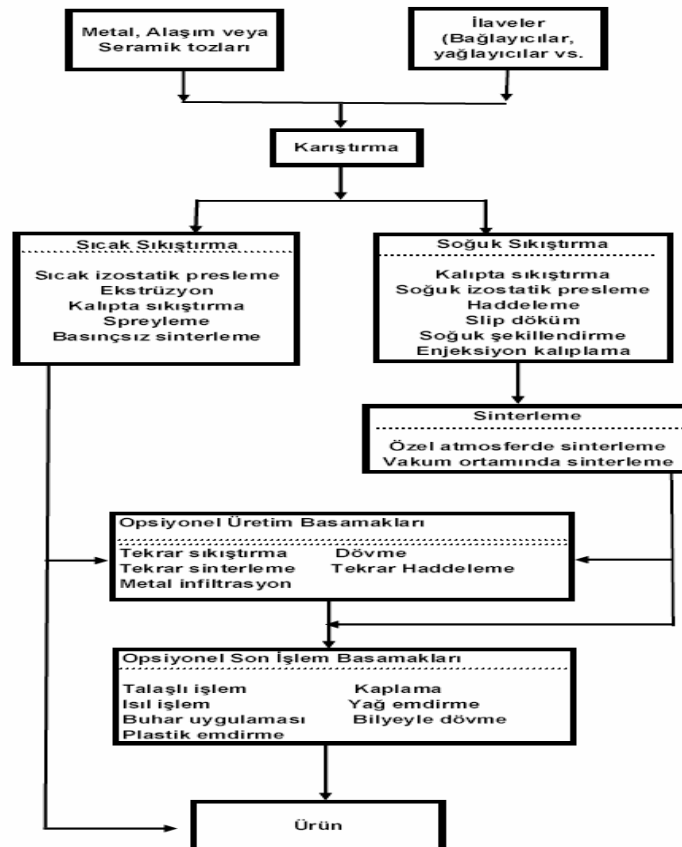 Metal, Alaşım veya
Seramik tozları
İlaveler
(Bağlayıcılar,
yağlayıcılar vs.
Karıştırma
Sıcak Sıkıştırma
Sıcak izostatik presleme
Ekstrüzyon
Kalıpta sıkıştırma
Spreyleme
Basınçsız sinterleme
Soğuk Sıkıştırma
Kalıpta sıkıştırma
Soğuk izostatik presleme
Haddeleme
Slip döküm
Soğuk şekillendirme
Enjeksiyon kalıplama
Sinterleme
Özel atmosferde sinterleme
Vakum ortamında sinterleme
Opsiyonel Üretim Basamakları
Tekrar sıkıştırma Dövme
Tekrar sinterleme Tekrar Haddeleme
Metal infiltrasyon
Opsiyonel Son İşlem Basamakları
Talaşlı işlem Kaplama
Isıl işlem Yağ emdirme
Buhar uygulaması Bilyeyle dövme
Plastik emdirme
Ürün